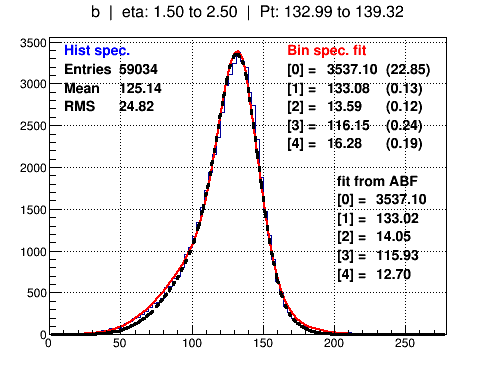 b | eta: 1.50 to 2.50 | Pt: 132.99 to 139.32
Hist spec.
Entries 59034
Mean 125.14
RMS 24.82
Bin spec. fit
[0] = 3537.10 (22.85)
[1] = 133.08 (0.13)
[2] = 13.59 (0.12)
[3] = 116.15 (0.24)
[4] = 16.28 (0.19)
fit from ABF
[0] = 3537.10
[1] = 133.02
[2] = 14.05
[3] = 115.93
[4] = 12.70
3500
3000
2500
2000
1500
1000
500
0
0 50 100 150 200 250